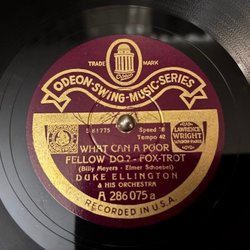 ODEON-SWING-MUSIC-SERIES
TRADE MARK
Odeon
Speed 78
Tempo 42
LAWRENCE WRIGHT
WHAT CAN A POOR
FELLOW DO? - FOX-TROT
(Billy Meyers - Elmer Schoebel)
DUKE ELLINGTON
& HIS ORCHESTRA
A 286075 a
RECORDED IN U.S.A.